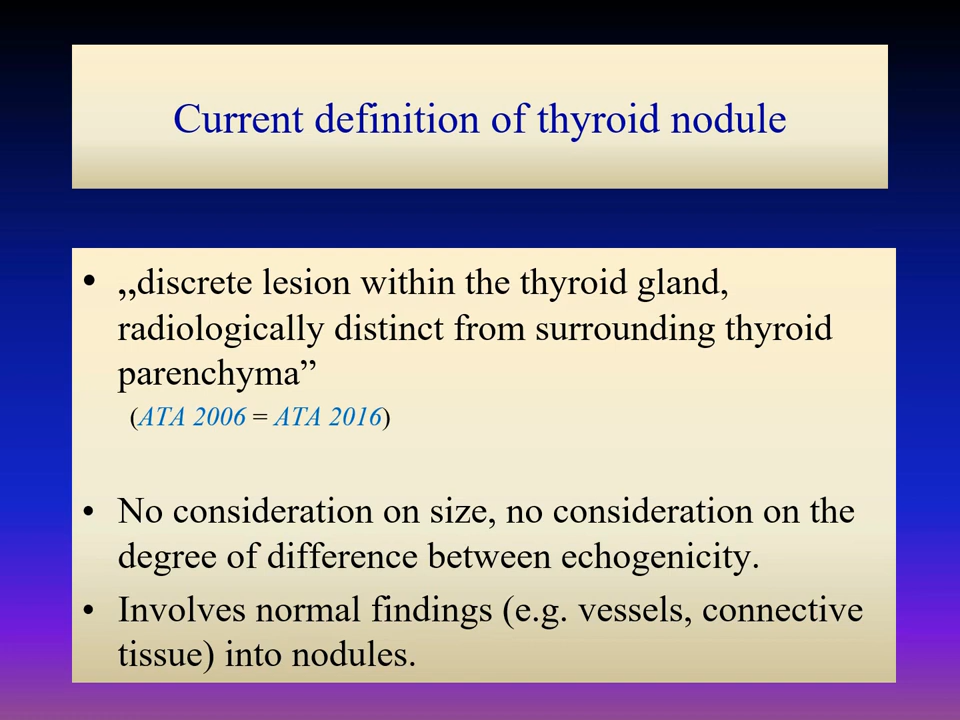 Current definition of thyroid nodule
• „discrete lesion within the thyroid gland,
radiologically distinct from surrounding thyroid
parenchyma”
(ATA 2006 = ATA 2016)
• No consideration on size, no consideration on the
degree of difference between echogenicity.
• Involves normal findings (e.g. vessels, connective
tissue) into nodules.